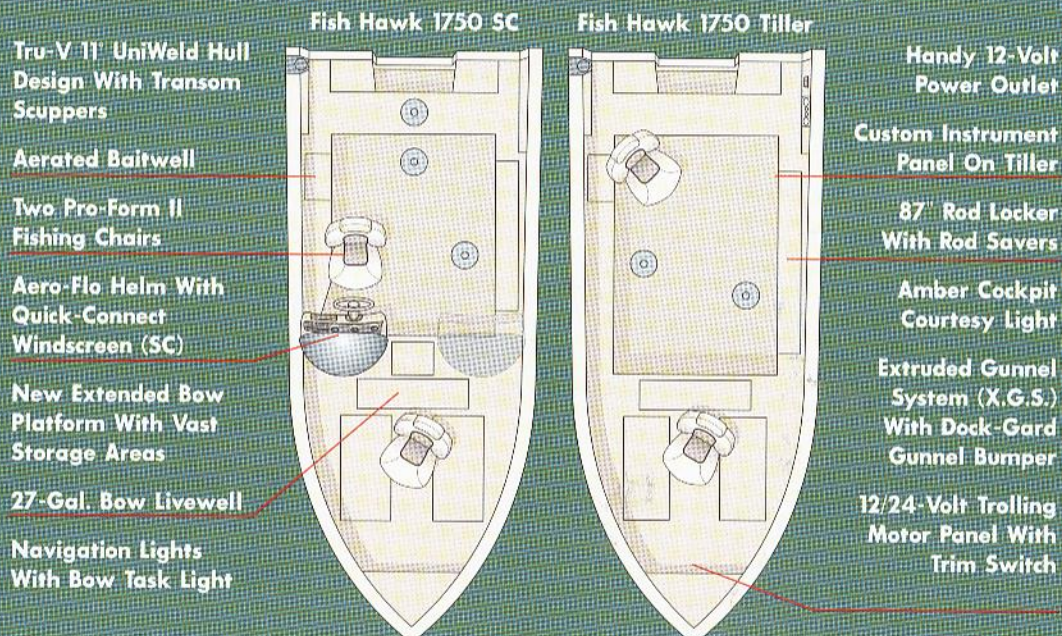 Fish Hawk 1750 SC
Fish Hawk 1750 Tiller
Tru-V 11° UniWeld Hull
Design With Transom
Scuppers
Aerated Baitwell
Two Pro-Form II
Fishing Chairs
Aero-Flo Helm With
Quick-Connect
Windscreen (SC)
New Extended Bow
Platform With Vast
Storage Areas
27-Gal. Bow Livewell
Navigation Lights
With Bow Task Light
Handy 12-Volt
Power Outlet
Custom Instrument
Panel On Tiller
87" Rod Locker
With Rod Savers
Amber Cockpit
Courtesy Light
Extruded Gunnel
System (X.G.S.)
With Dock-Gard
Gunnel Bumper
12/24-Volt Trolling
Motor Panel With
Trim Switch